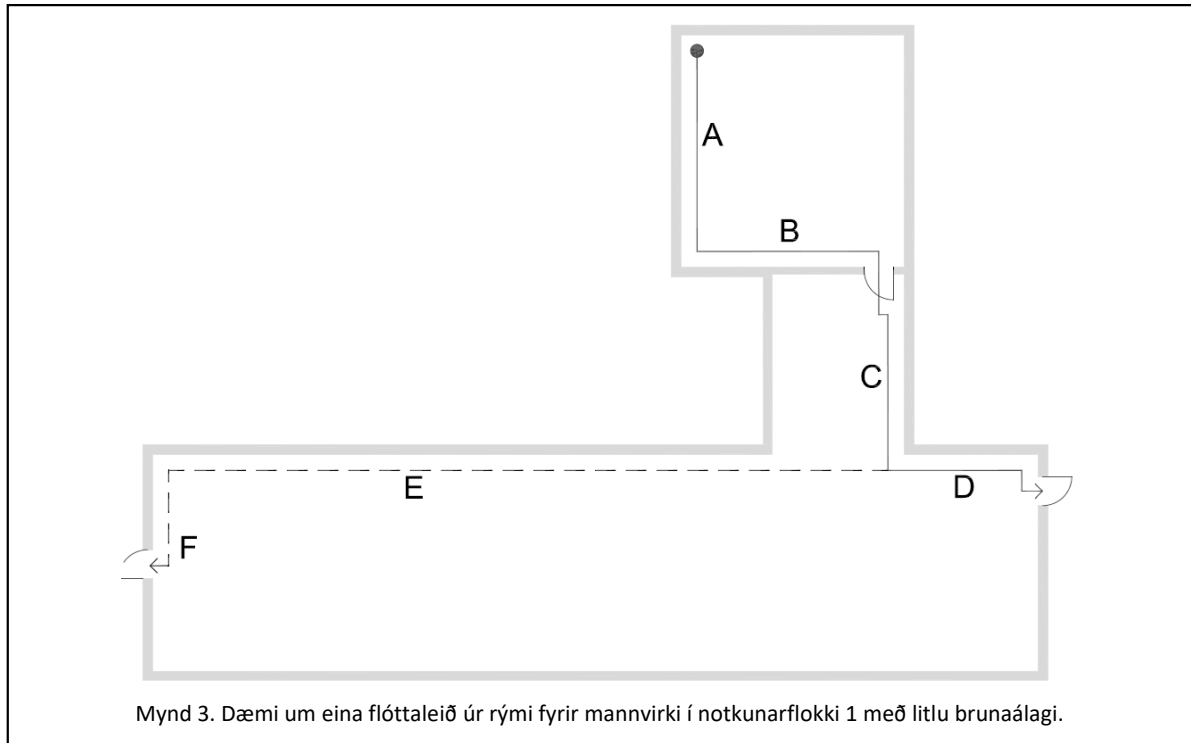 A
B
C
E
D
F
Mynd 3. Dæmi um eina flóttaleið úr rými fyrir mannvirki í notkunarflokki 1 með litlu brunaálagi.